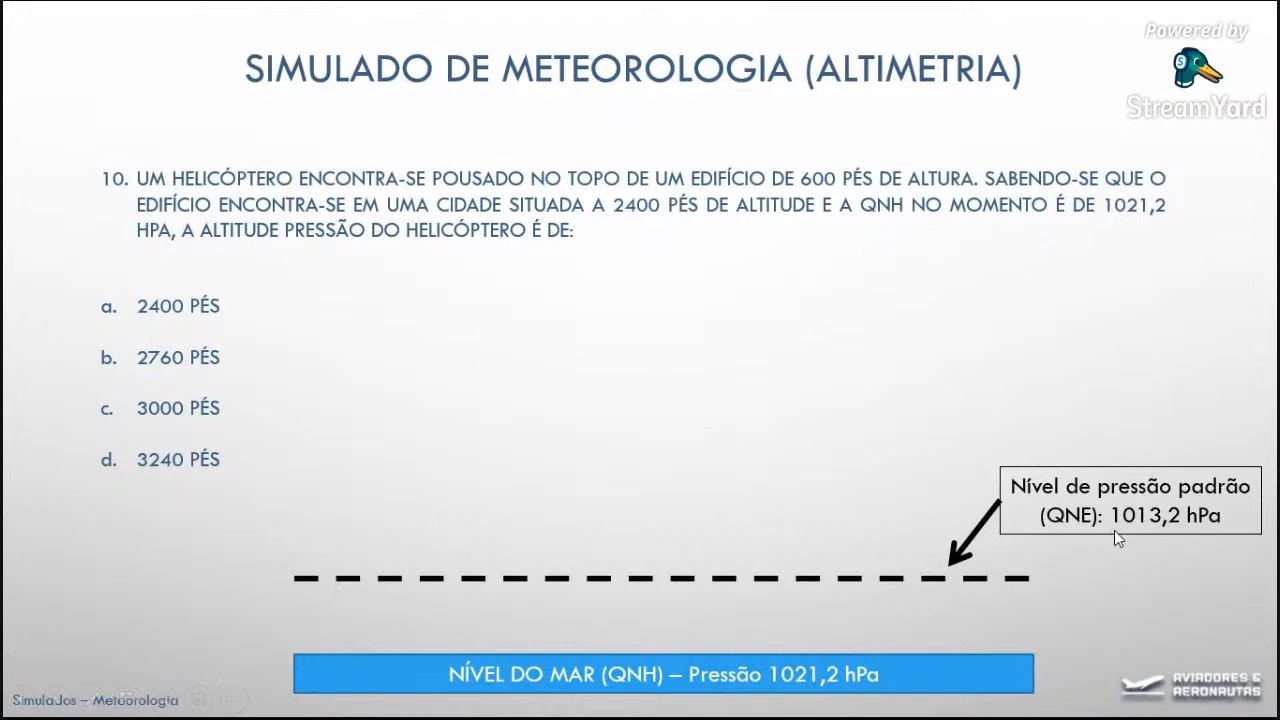 Powered by
StreamYard
SIMULADO DE METEOROLOGIA (ALTIMETRIA)
10. UM HELICÓPTERO ENCONTRA-SE POUSADO NO TOPO DE UM EDIFÍCIO DE 600 PÉS DE ALTURA. SABENDO-SE QUE O
EDIFÍCIO ENCONTRA-SE EM UMA CIDADE SITUADA A 2400 PÉS DE ALTITUDE E A QNH NO MOMENTO É DE 1021,2
HPA, A ALTITUDE PRESSÃO DO HELICÓPTERO É DE:
a. 2400 PÉS
b. 2760 PÉS
c. 3000 PÉS
d. 3240 PÉS
Nível de pressão padrão
(QNE): 1013,2 hPa
NÍVEL DO MAR (QNH) – Pressão 1021,2 hPa
Simulados – Meteorologia
AVIADORES E
AERONAUTAS